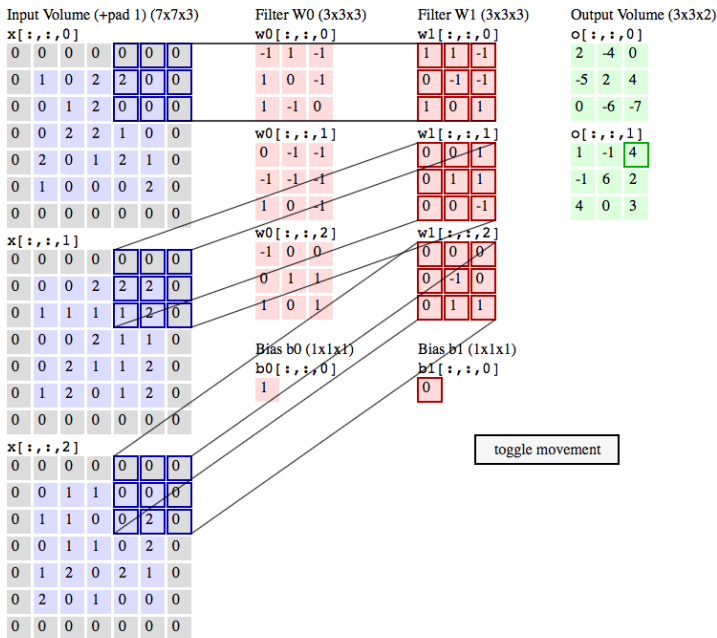 Input Volume (+pad 1) (7x7x3) Filter W0 (3x3x3) Filter W1 (3x3x3) Output Volume (3x3x2)
x[:,:,0] w0[:,:,0] w1[:,:,0] o[:,:,0]
0 0 0 0 0 0 0 -1 1 -1 1 1 -1 2 -4 0
0 1 0 2 2 0 0 1 0 -1 0 -1 -1 -5 2 4
0 0 1 2 0 0 0 1 -1 0 1 0 1 0 -6 -7
0 0 2 2 1 0 0 w0[:,:,1] w1[:,:,1] o[:,:,1]
0 2 0 1 2 1 0 0 -1 -1 0 0 1 1 -1 4
0 1 0 0 0 2 0 -1 -1 -1 0 1 1 -1 6 2
0 0 0 0 0 0 0 1 0 -1 0 0 -1 4 0 3
x[:,:,1] w0[:,:,2] w1[:,:,2]
0 0 0 0 0 0 0 -1 0 0 0 0 0
0 0 0 2 2 2 0 0 1 1 0 -1 0
0 1 1 1 1 2 0 1 0 1 0 1 1
0 0 0 2 1 1 0 Bias b0 (1x1x1) Bias b1 (1x1x1)
0 0 2 1 1 2 0 b0[:,:,0] b1[:,:,0]
0 1 2 0 1 2 0 1 0
0 0 0 0 0 0 0
x[:,:,2] toggle movement
0 0 0 0 0 0 0
0 0 1 1 0 0 0
0 1 1 0 0 2 0
0 0 1 1 0 2 0
0 1 2 0 2 1 0
0 2 0 1 0 0 0
0 0 0 0 0 0 0